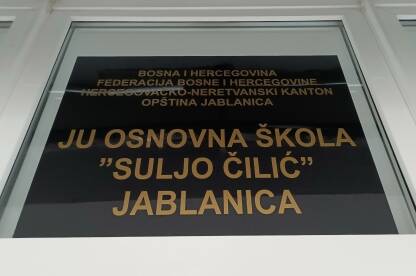 BOSNA I HERCEGOVINA
FEDERACIJA BOSNE I HERCEGOVINE
HERCEGOVAČKO-NERETVANSKI KANTON
OPŠTINA JABLANICA
JU OSNOVNA ŠKOLA
"SULJO ČILIĆ"
JABLANICA